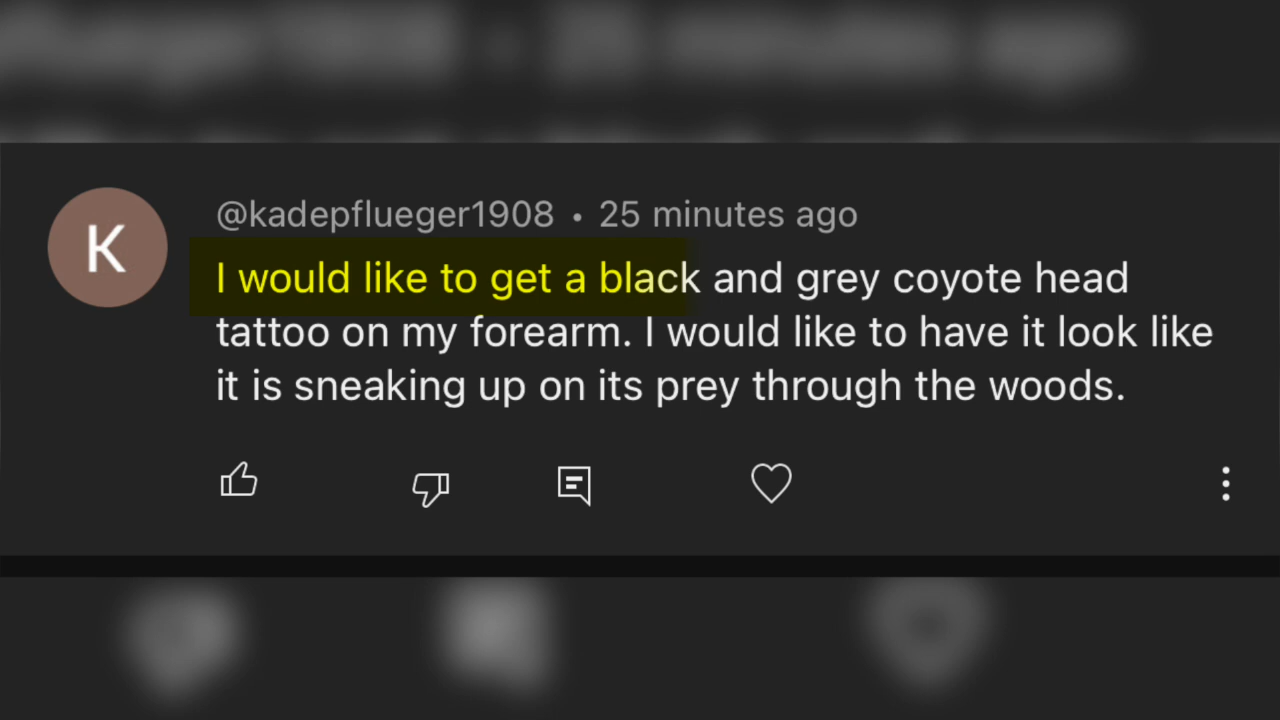 K
@kadepflueger1908 • 25 minutes ago
I would like to get a black and grey coyote head
tattoo on my forearm. I would like to have it look like
it is sneaking up on its prey through the woods.